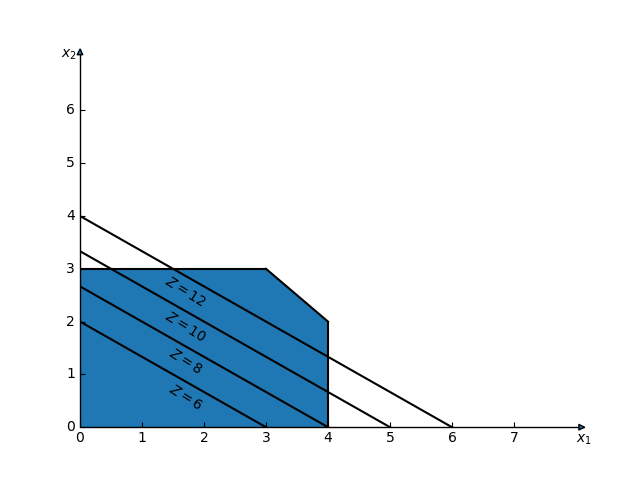 x₂
6
5
4
3
2
1
0
Z = 12
Z = 10
Z = 8
Z = 6
0 1 2 3 4 5 6 7 x₁